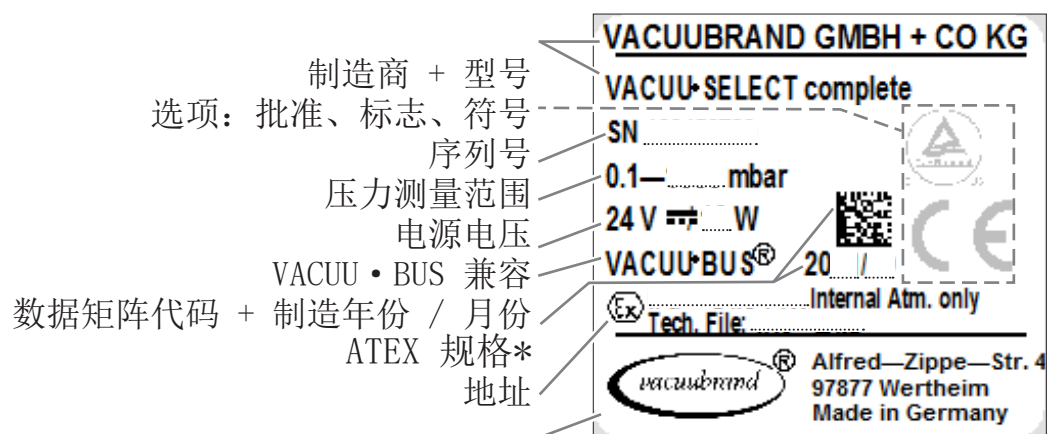 制造商 + 型号
选项：批准、标志、符号
序列号
压力测量范围
电源电压
VACUU•BUS 兼容
数据矩阵代码 + 制造年份 / 月份
ATEX 规格*
地址
VACUUBRAND GMBH + CO KG
VACUU•SELECT complete
SN
0.1— mbar
24 V W
VACUU•BUS® 20 /
Ex Internal Atm. only
Tech. File:
CE
vacuubrand ®
Alfred—Zippe—Str. 4
97877 Wertheim
Made in Germany